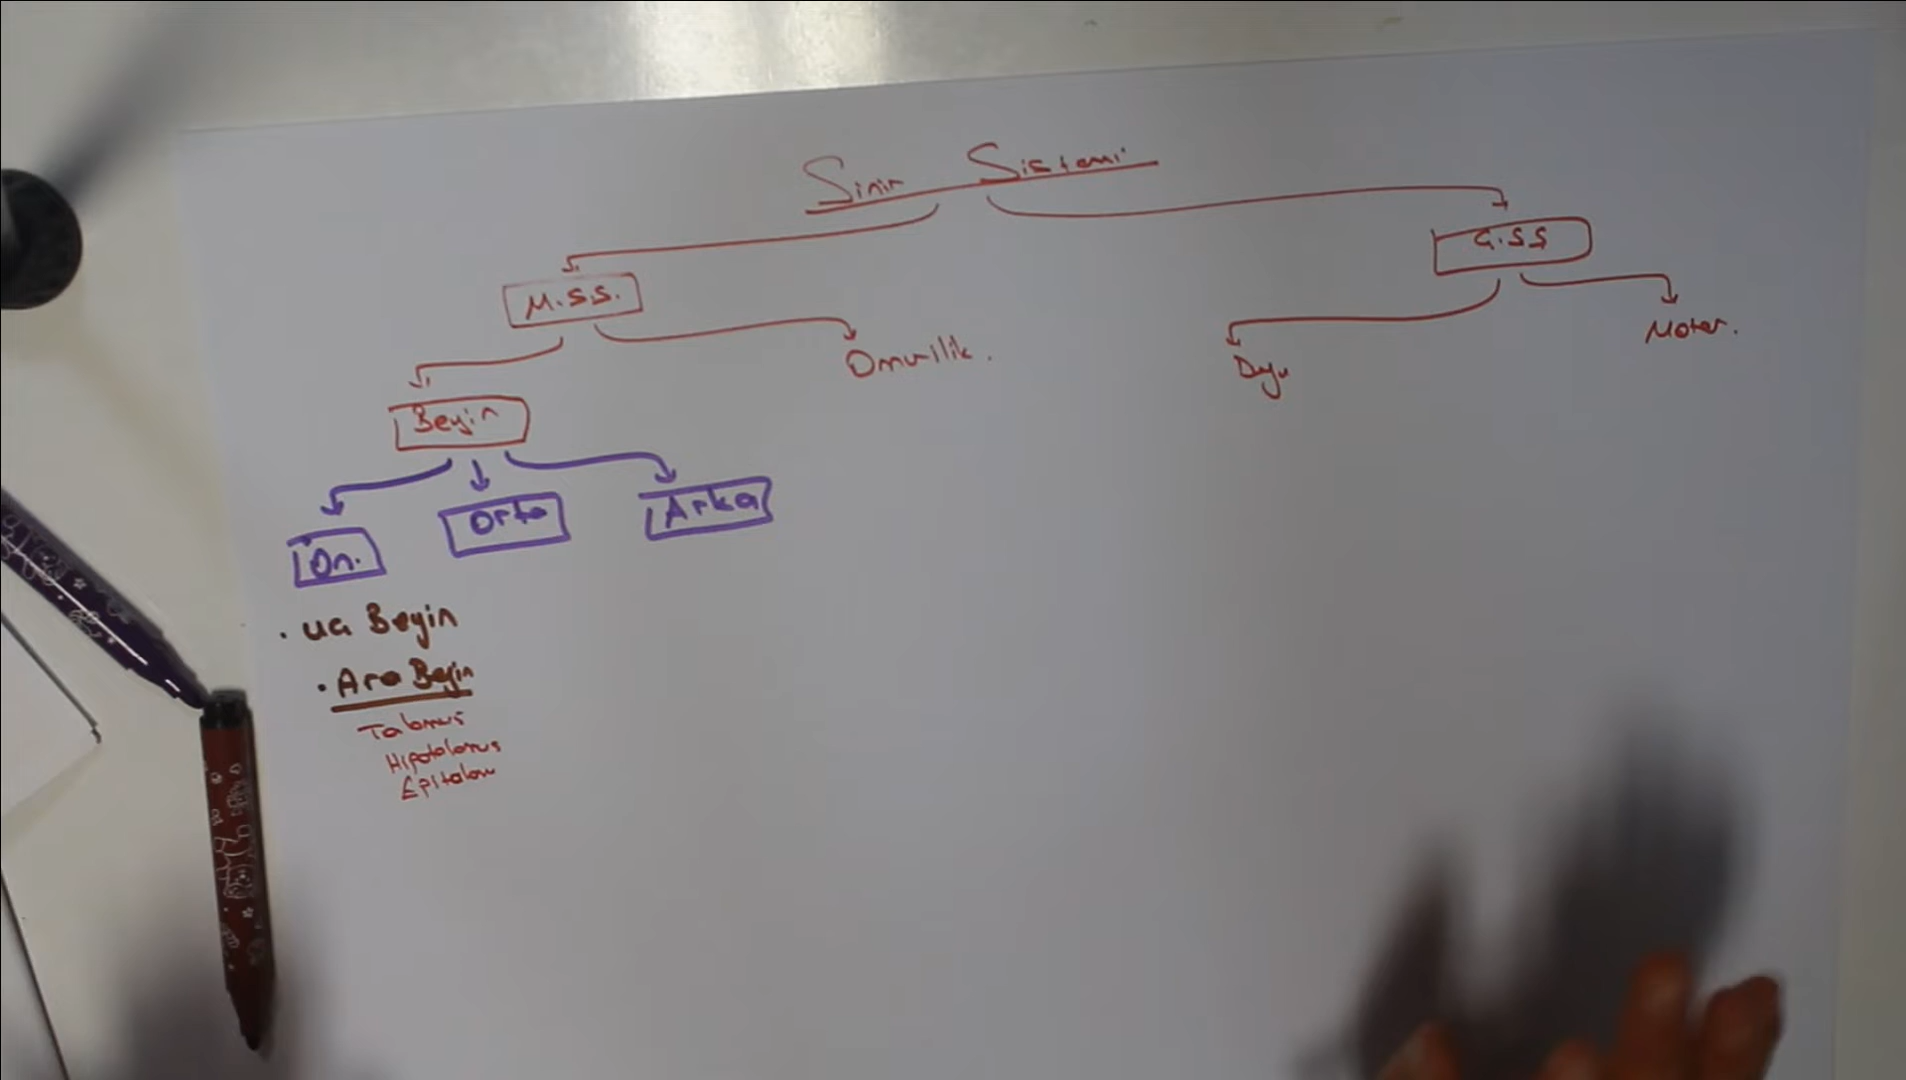 Sinir Sistemi
M.S.S.
G.S.S
Beyin
Omurilik.
Duyu
Motor.
Ön.
Orta
Arka
• uç Beyin
• Ara Beyin
Talamus
Hipotalamus
Epitalam